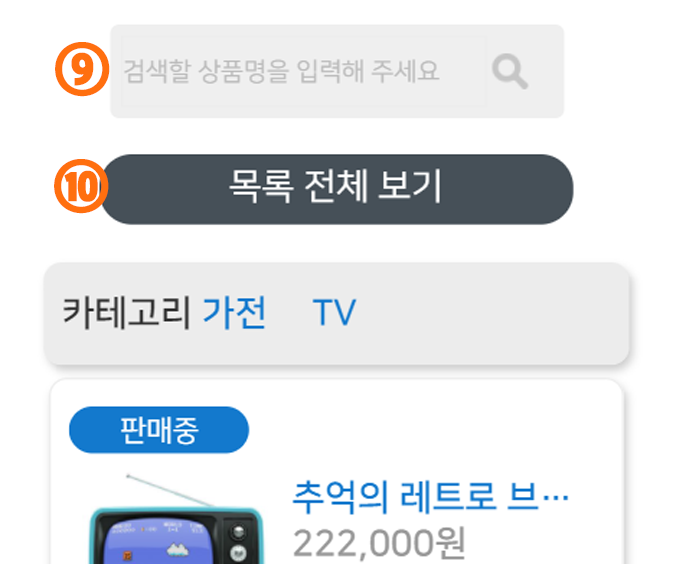 ⑨ 검색할 상품명을 입력해 주세요
⑩ 목록 전체 보기
카테고리 가전 TV
판매중
추억의 레트로 브…
222,000원